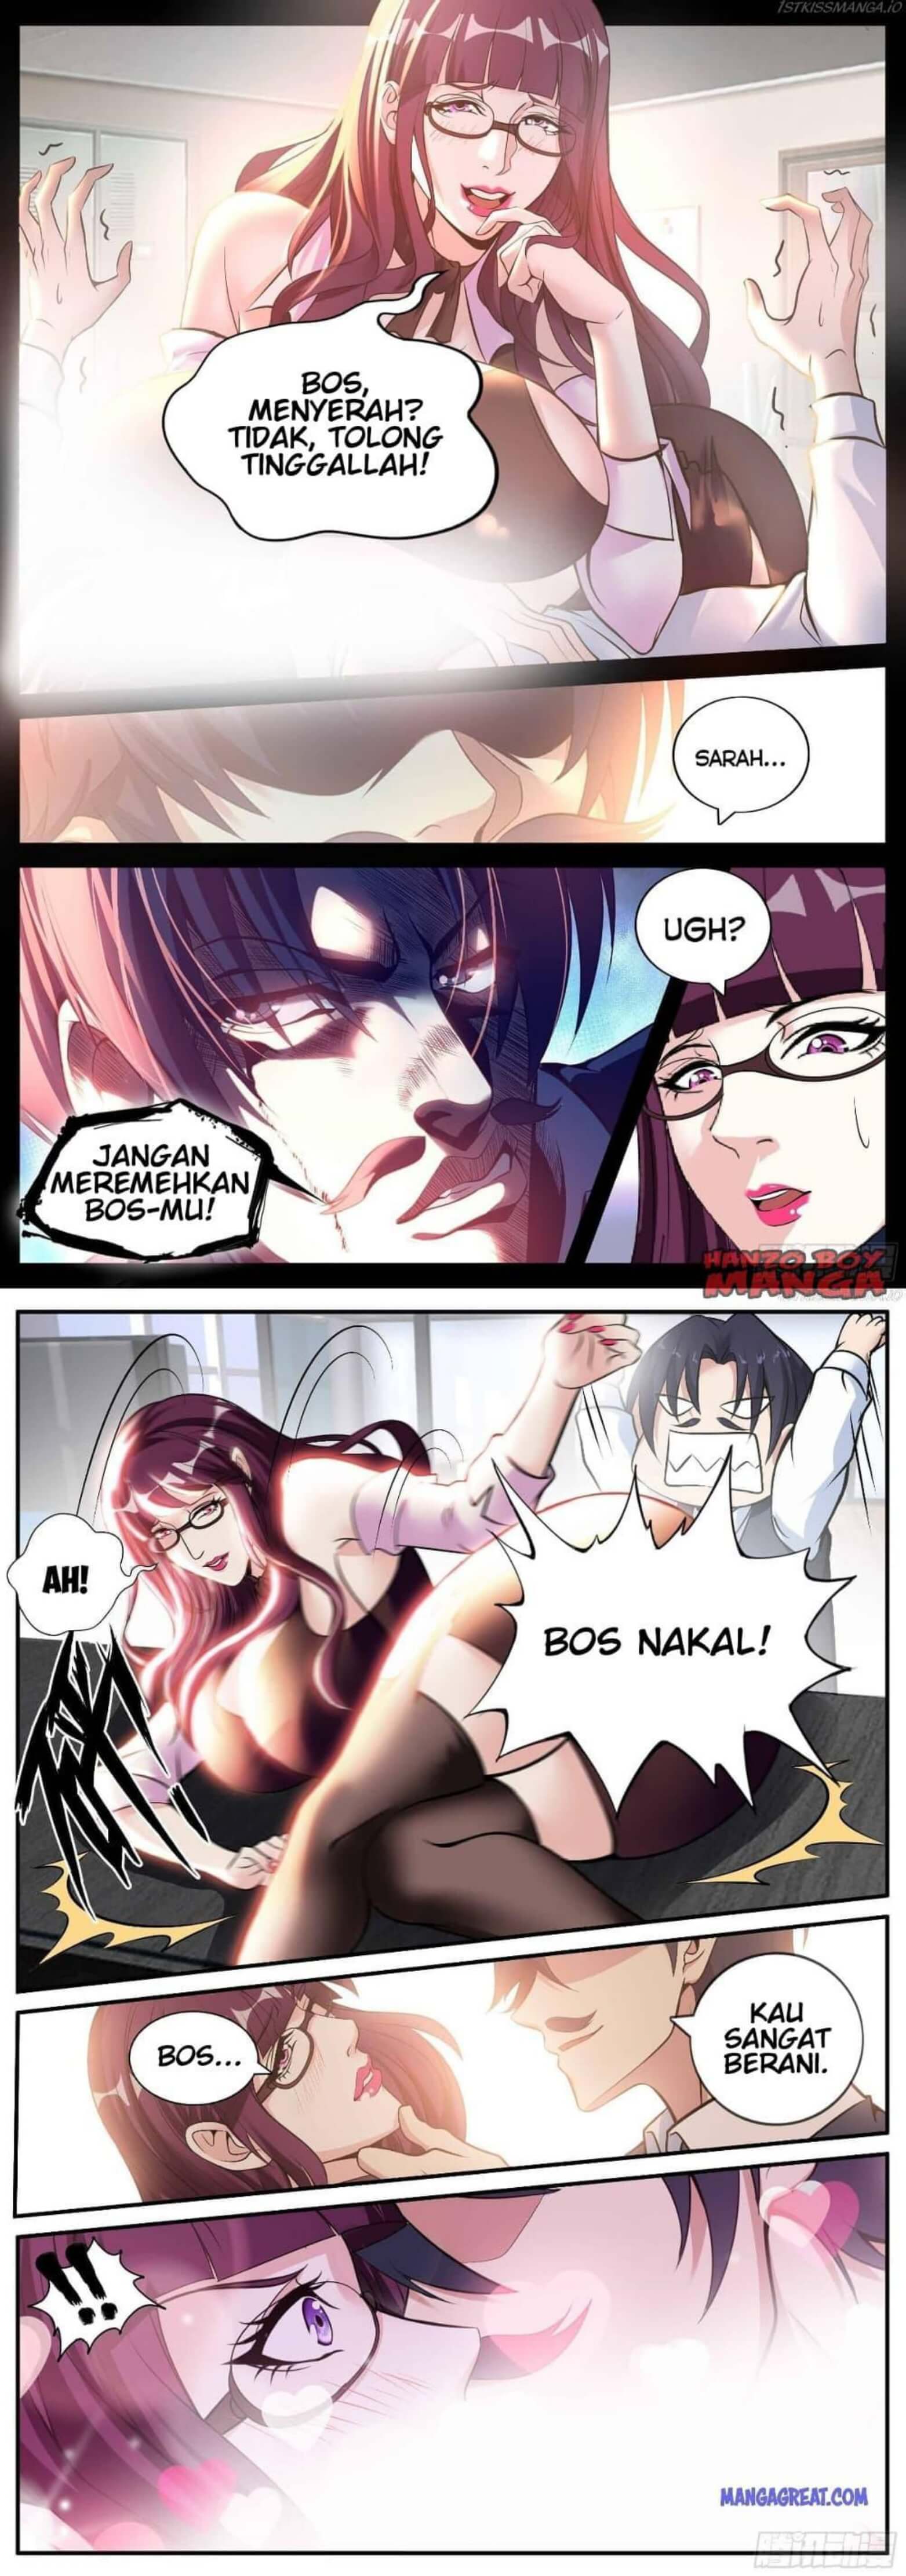 1STKISSMANGA.IO
BOS,
MENYERAH?
TIDAK, TOLONG
TINGGALLAH!
SARAH...
UGH?
JANGAN
MEREMEHKAN
BOS-MU!
HANZO BOY
MANGA
AH!
BOS NAKAL!
BOS...
KAU
SANGAT
BERANI.
!!
MANGAGREAT.COM